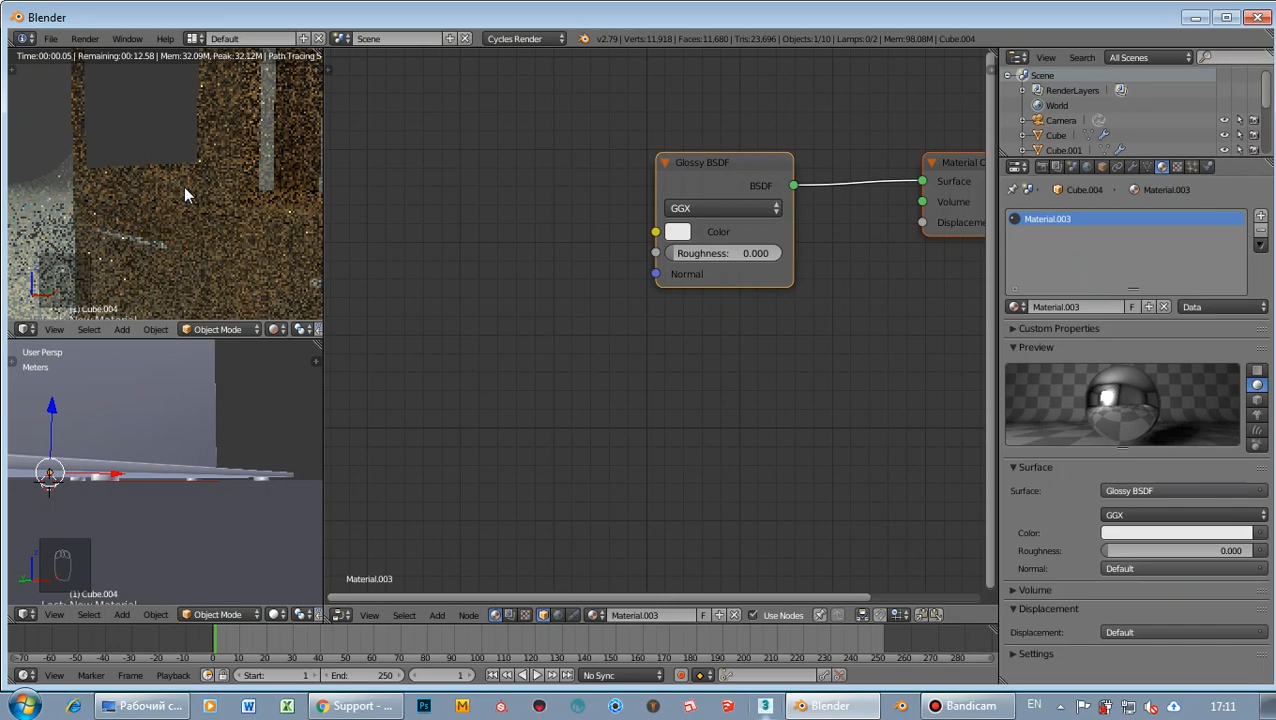 Blender
File Render Window Help Default Scene Cycles Render v2.79 | Verts:11,918 | Faces:11,680 | Tris:23,696 | Objects:1/10 | Lamps:0/2 | Mem:98.08M | Cube.004
Time:00:00.05 | Remaining:00:12.58 | Mem:32.09M, Peak:32.12M | Path Tracing S
View Search All Scenes
Scene
RenderLayers
World
Camera
Cube
Cube.001
Glossy BSDF
BSDF
GGX
Color
Roughness: 0.000
Normal
Material O
Surface
Volume
Displaceme
Cube.004 Material.003
Material.003
Material.003 F Data
Custom Properties
Preview
Surface
Surface: Glossy BSDF
GGX
Color:
Roughness: 0.000
Normal: Default
Volume
Displacement
Displacement: Default
Settings
(1) Cube.004
View Select Add Object Object Mode
User Persp
Meters
(1) Cube.004
View Select Add Object Object Mode
Material.003
View Select Add Node Material.003 F Use Nodes
-70 -60 -50 -40 -30 -20 -10 0 10 20 30 40 50 60 70 80 90 100 110 120 130 140 150 160 170 180 190 200 210 220 230 240 250 260 270 280
View Marker Frame Playback Start: 1 End: 250 1 No Sync
Рабочий с... Support - ... Blender Bandicam EN 17:11